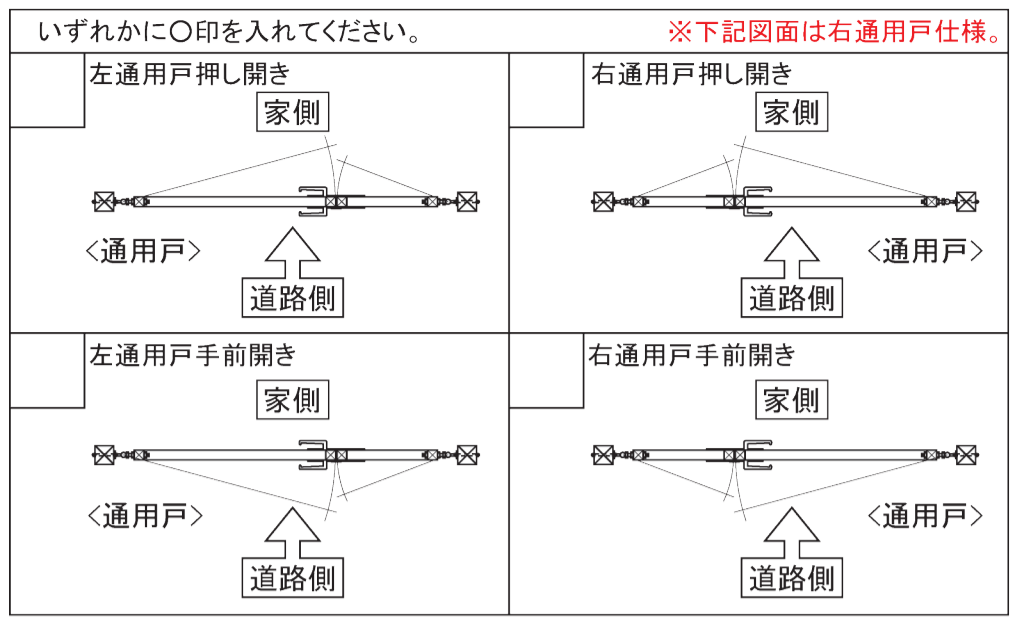 いずれかに〇印を入れてください。
※下記図面は右通用戸仕様。
左通用戸押し開き
家側
<通用戸>
道路側
右通用戸押し開き
家側
<通用戸>
道路側
左通用戸手前開き
家側
<通用戸>
道路側
右通用戸手前開き
家側
<通用戸>
道路側